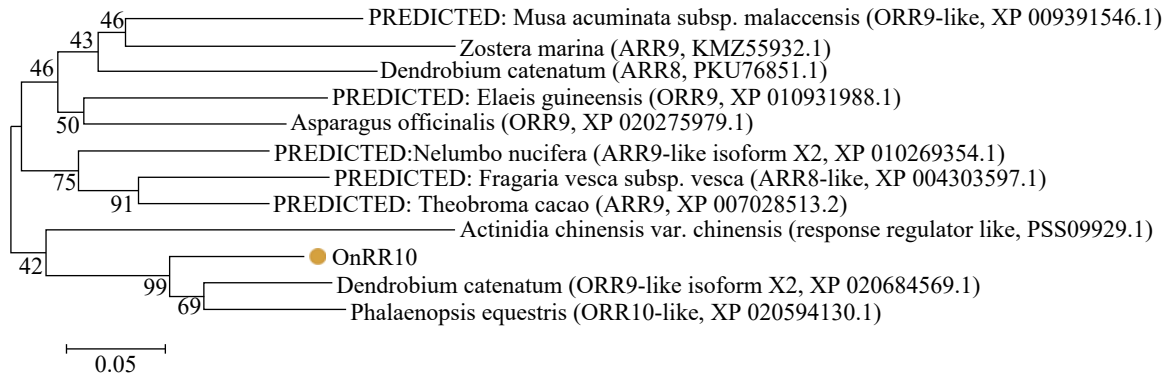 46
PREDICTED: Musa acuminata subsp. malaccensis (ORR9-like, XP 009391546.1)
43
Zostera marina (ARR9, KMZ55932.1)
46
Dendrobium catenatum (ARR8, PKU76851.1)
PREDICTED: Elaeis guineensis (ORR9, XP 010931988.1)
50
Asparagus officinalis (ORR9, XP 020275979.1)
PREDICTED:Nelumbo nucifera (ARR9-like isoform X2, XP 010269354.1)
75
PREDICTED: Fragaria vesca subsp. vesca (ARR8-like, XP 004303597.1)
91
PREDICTED: Theobroma cacao (ARR9, XP 007028513.2)
Actinidia chinensis var. chinensis (response regulator like, PSS09929.1)
42
OnRR10
99
Dendrobium catenatum (ORR9-like isoform X2, XP 020684569.1)
69
Phalaenopsis equestris (ORR10-like, XP 020594130.1)
0.05